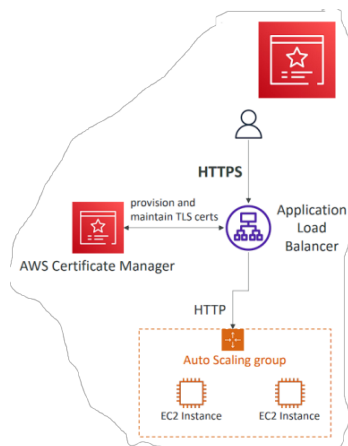 HTTPS
provision and
maintain TLS certs
Application
Load
Balancer
AWS Certificate Manager
HTTP
Auto Scaling group
EC2 Instance
EC2 Instance